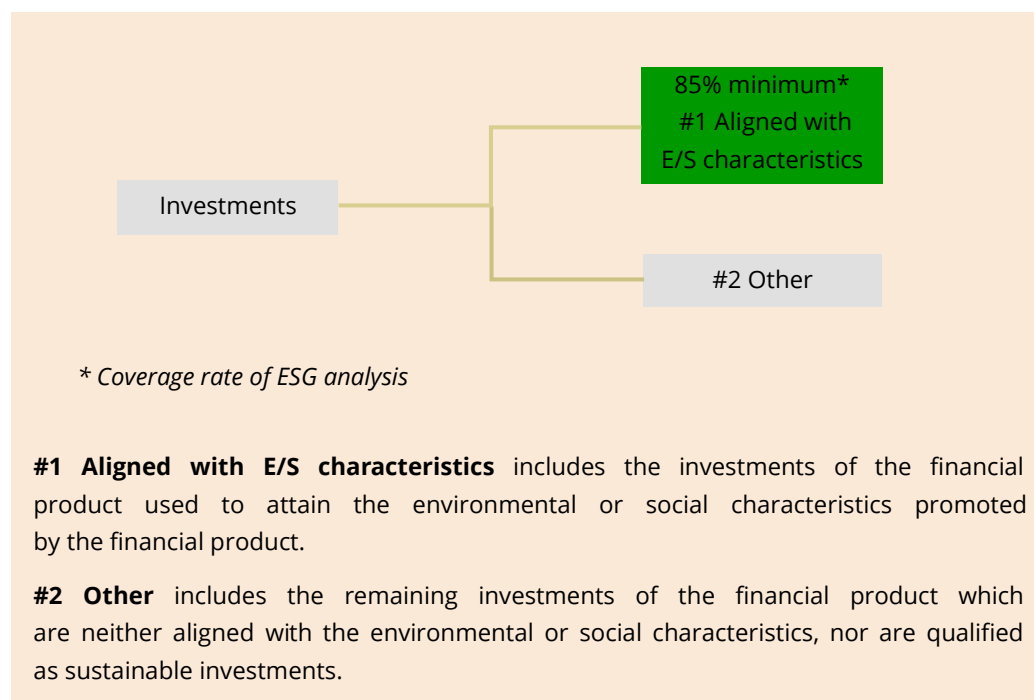 85% minimum*
#1 Aligned with
E/S characteristics
Investments
#2 Other
* Coverage rate of ESG analysis
#1 Aligned with E/S characteristics includes the investments of the financial
product used to attain the environmental or social characteristics promoted
by the financial product.
#2 Other includes the remaining investments of the financial product which
are neither aligned with the environmental or social characteristics, nor are qualified
as sustainable investments.